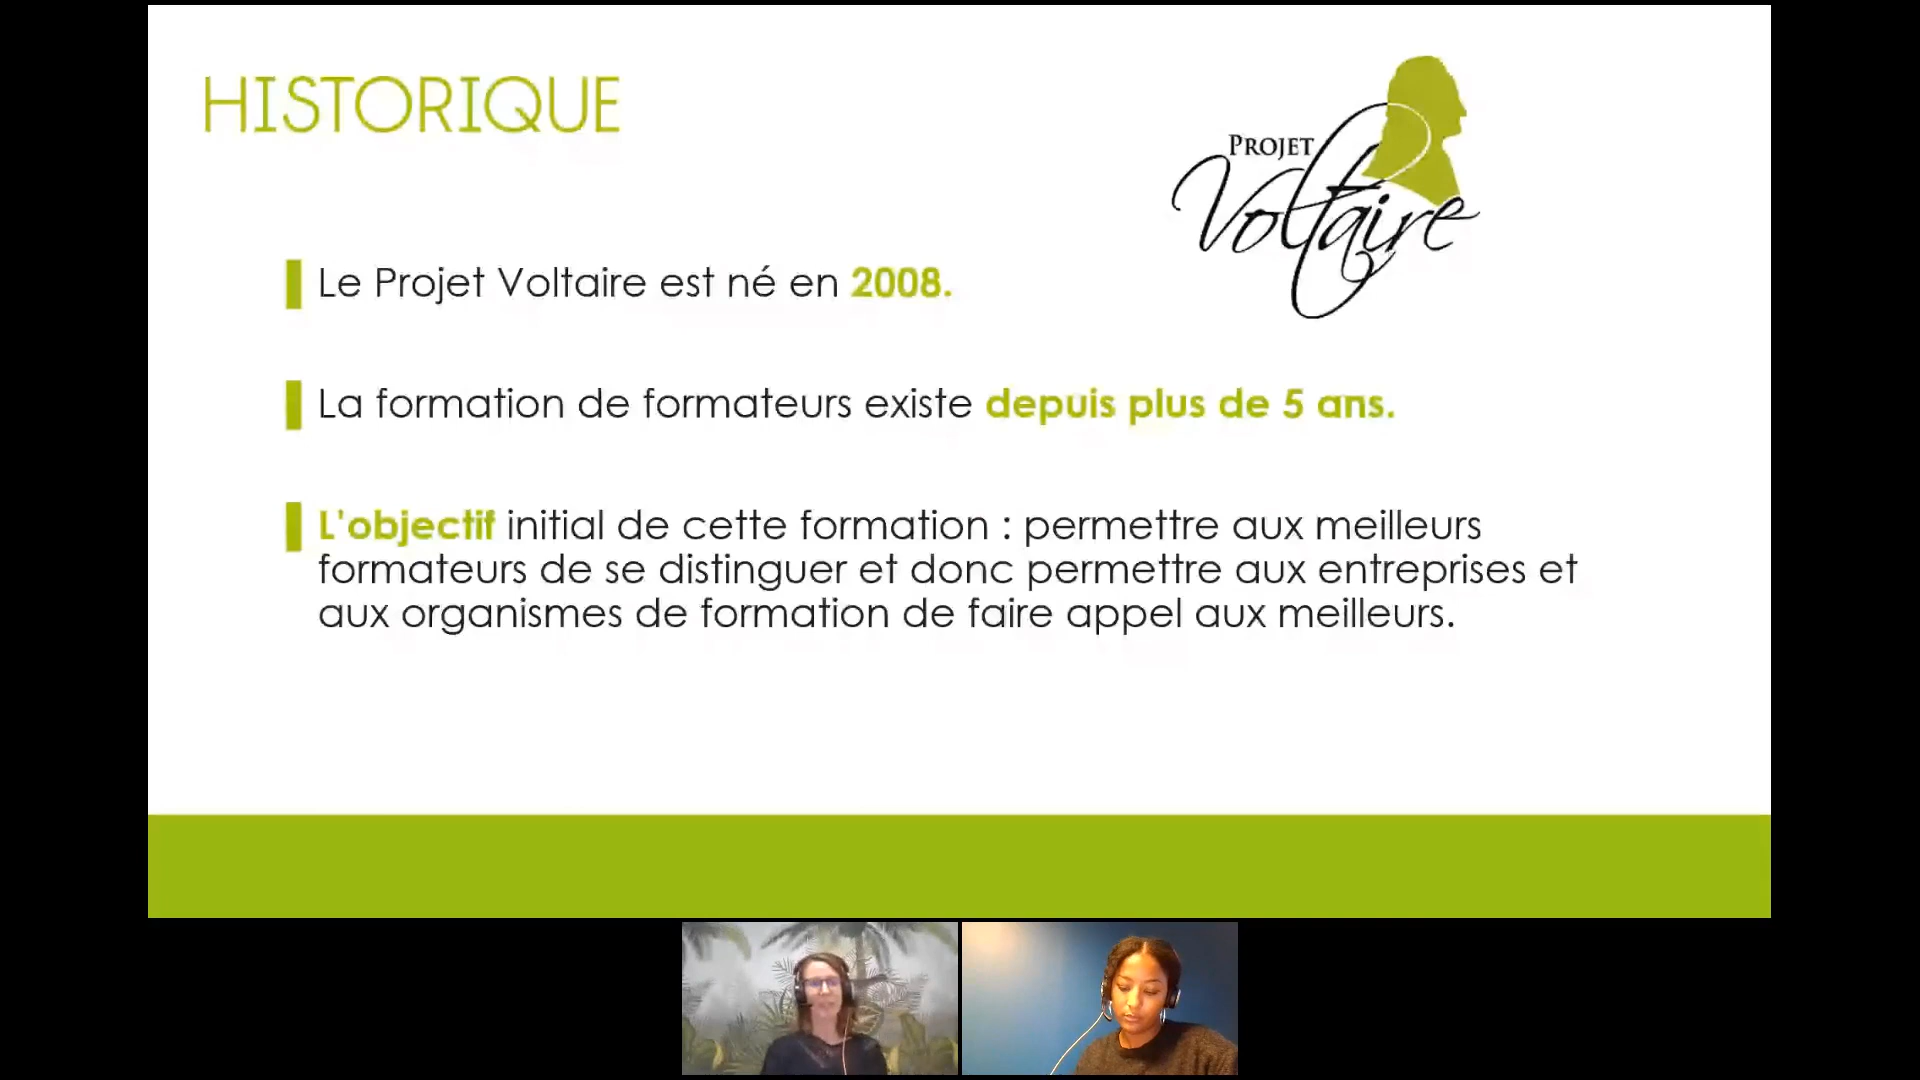 HISTORIQUE
PROJET
Voltaire
Le Projet Voltaire est né en 2008.
La formation de formateurs existe depuis plus de 5 ans.
L'objectif initial de cette formation : permettre aux meilleurs
formateurs de se distinguer et donc permettre aux entreprises et
aux organismes de formation de faire appel aux meilleurs.